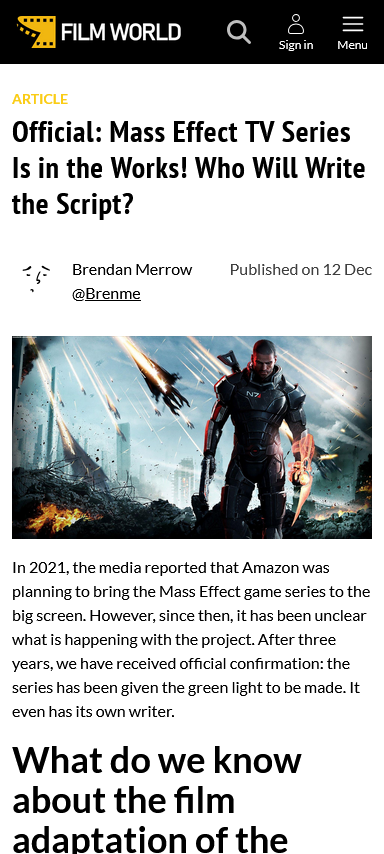 FILM WORLD
Sign in
Menu
ARTICLE
Official: Mass Effect TV Series
Is in the Works! Who Will Write
the Script?
Brendan Merrow
Published on 12 Dec
@Brenme
N7
In 2021, the media reported that Amazon was
planning to bring the Mass Effect game series to the
big screen. However, since then, it has been unclear
what is happening with the project. After three
years, we have received official confirmation: the
series has been given the green light to be made. It
even has its own writer.
What do we know
about the film
adaptation of the